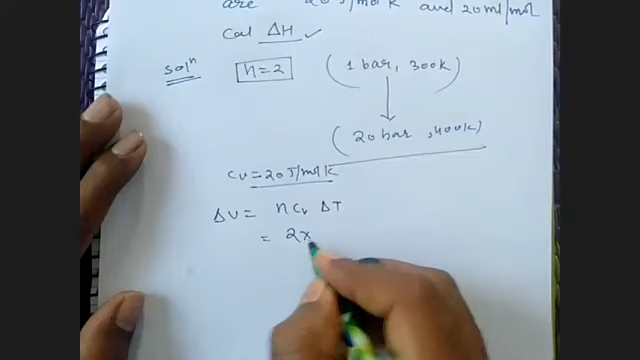 are 20 J/mol K and 20 ml/mol
Cal ΔH ✓
Solⁿ n=2 (1 bar, 300K)
↓
(20 bar, 400K)
Cv = 20 J/mol K
ΔU = nCv ΔT
= 2x